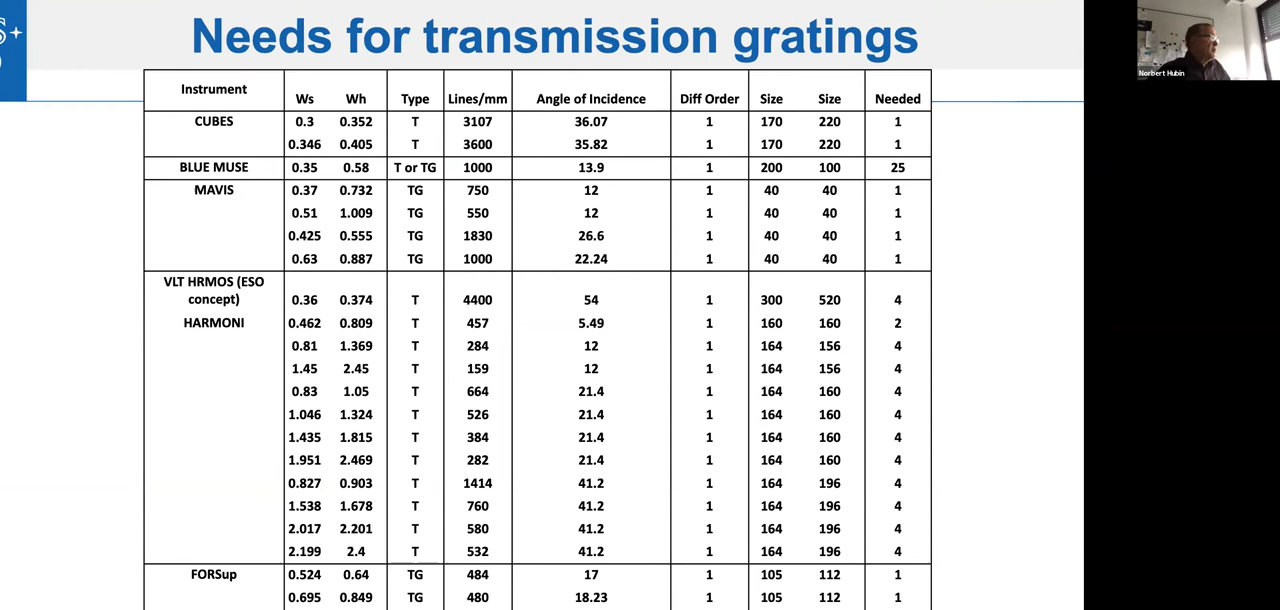 Needs for transmission gratings
Norbert Hubin
Instrument Ws Wh Type Lines/mm Angle of Incidence Diff Order Size Size Needed
CUBES 0.3 0.352 T 3107 36.07 1 170 220 1
0.346 0.405 T 3600 35.82 1 170 220 1
BLUE MUSE 0.35 0.58 T or TG 1000 13.9 1 200 100 25
MAVIS 0.37 0.732 TG 750 12 1 40 40 1
0.51 1.009 TG 550 12 1 40 40 1
0.425 0.555 TG 1830 26.6 1 40 40 1
0.63 0.887 TG 1000 22.24 1 40 40 1
VLT HRMOS (ESO
concept) 0.36 0.374 T 4400 54 1 300 520 4
HARMONI 0.462 0.809 T 457 5.49 1 160 160 2
0.81 1.369 T 284 12 1 164 156 4
1.45 2.45 T 159 12 1 164 156 4
0.83 1.05 T 664 21.4 1 164 160 4
1.046 1.324 T 526 21.4 1 164 160 4
1.435 1.815 T 384 21.4 1 164 160 4
1.951 2.469 T 282 21.4 1 164 160 4
0.827 0.903 T 1414 41.2 1 164 196 4
1.538 1.678 T 760 41.2 1 164 196 4
2.017 2.201 T 580 41.2 1 164 196 4
2.199 2.4 T 532 41.2 1 164 196 4
FORSup 0.524 0.64 TG 484 17 1 105 112 1
0.695 0.849 TG 480 18.23 1 105 112 1